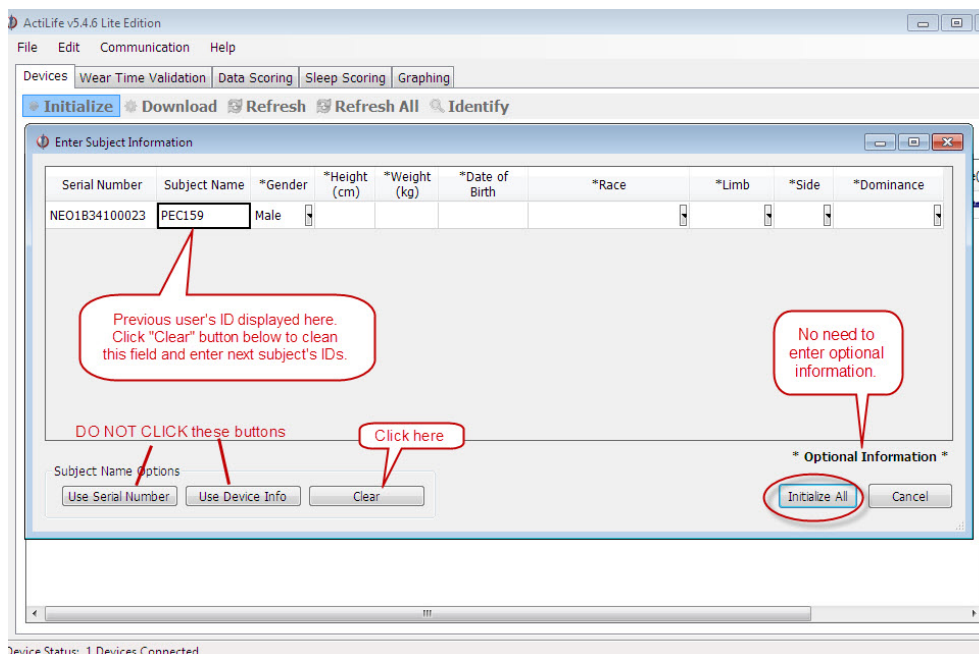 ActiLife v5.4.6 Lite Edition
File Edit Communication Help
Devices Wear Time Validation Data Scoring Sleep Scoring Graphing
Initialize Download Refresh Refresh All Identify
Enter Subject Information
Serial Number Subject Name *Gender *Height (cm) *Weight (kg) *Date of Birth *Race *Limb *Side *Dominance
NEO1B34100023 PEC159 Male
Previous user's ID displayed here.
Click "Clear" button below to clean
this field and enter next subject's IDs.
No need to
enter optional
information.
DO NOT CLICK these buttons
Click here
* Optional Information *
Subject Name Options
Use Serial Number Use Device Info Clear
Initialize All Cancel
Device Status: 1 Devices Connected